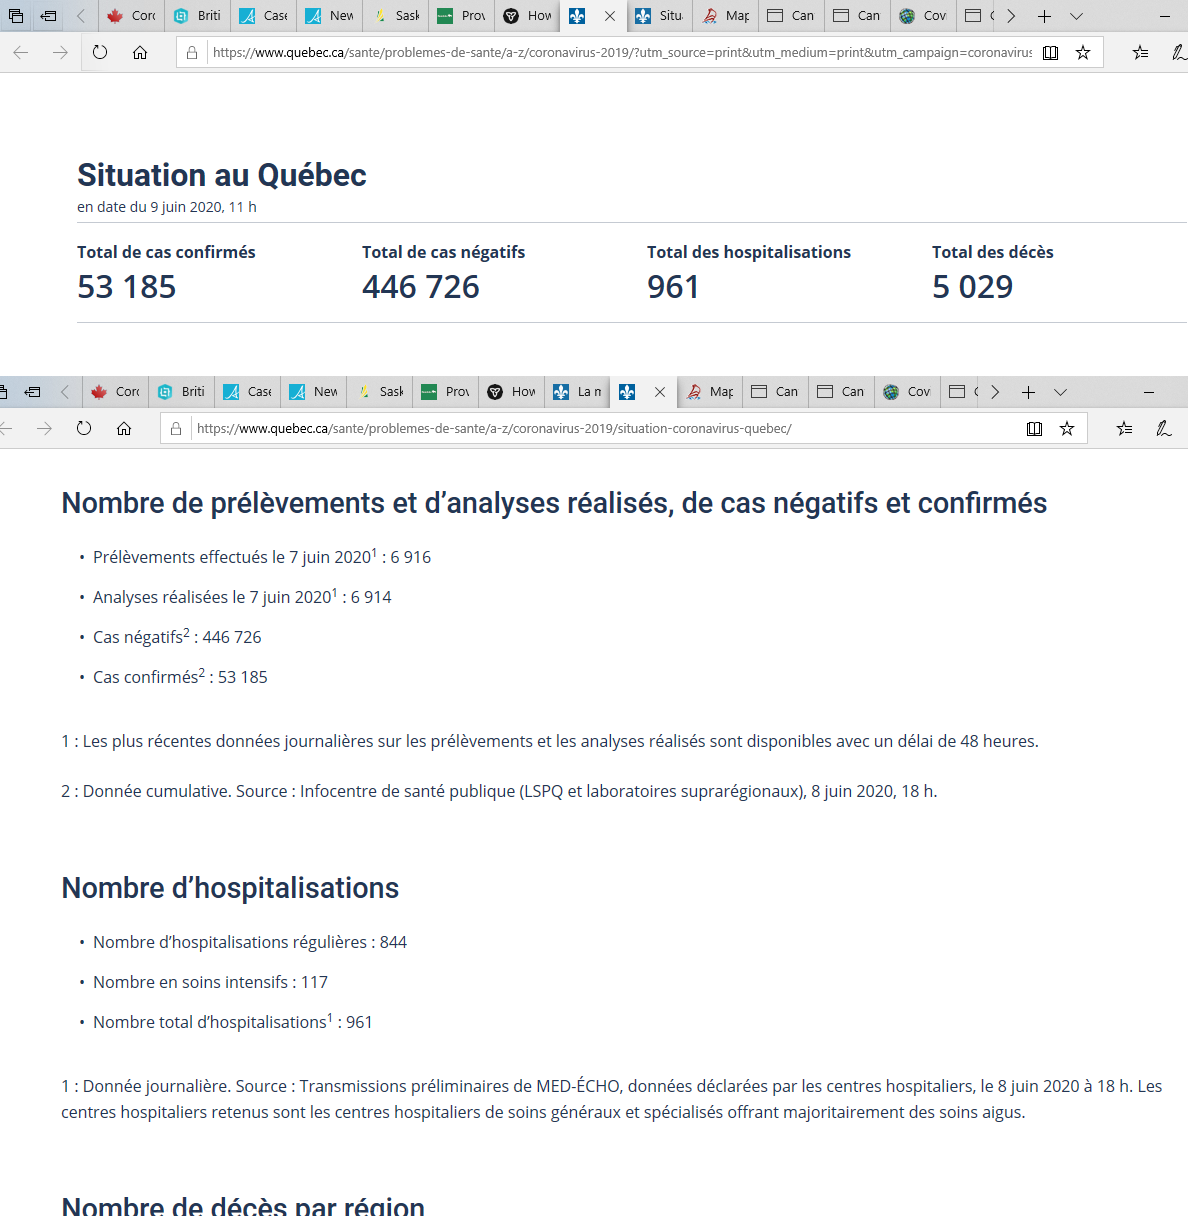 Corc Briti Case New Sask Prov How Situ Map Can Can Cov
https://www.quebec.ca/sante/problemes-de-sante/a-z/coronavirus-2019/?utm_source=print&utm_medium=print&utm_campaign=coronavirus
Situation au Québec
en date du 9 juin 2020, 11 h
Total de cas confirmés Total de cas négatifs Total des hospitalisations Total des décès
53 185 446 726 961 5 029
Corc Briti Case New Sask Prov How La m Map Can Can Cov
https://www.quebec.ca/sante/problemes-de-sante/a-z/coronavirus-2019/situation-coronavirus-quebec/
Nombre de prélèvements et d’analyses réalisés, de cas négatifs et confirmés
• Prélèvements effectués le 7 juin 2020¹ : 6 916
• Analyses réalisées le 7 juin 2020¹ : 6 914
• Cas négatifs² : 446 726
• Cas confirmés² : 53 185
1 : Les plus récentes données journalières sur les prélèvements et les analyses réalisés sont disponibles avec un délai de 48 heures.
2 : Donnée cumulative. Source : Infocentre de santé publique (LSPQ et laboratoires suprarégionaux), 8 juin 2020, 18 h.
Nombre d’hospitalisations
• Nombre d’hospitalisations régulières : 844
• Nombre en soins intensifs : 117
• Nombre total d’hospitalisations¹ : 961
1 : Donnée journalière. Source : Transmissions préliminaires de MED-ÉCHO, données déclarées par les centres hospitaliers, le 8 juin 2020 à 18 h. Les
centres hospitaliers retenus sont les centres hospitaliers de soins généraux et spécialisés offrant majoritairement des soins aigus.
Nombre de décès par région